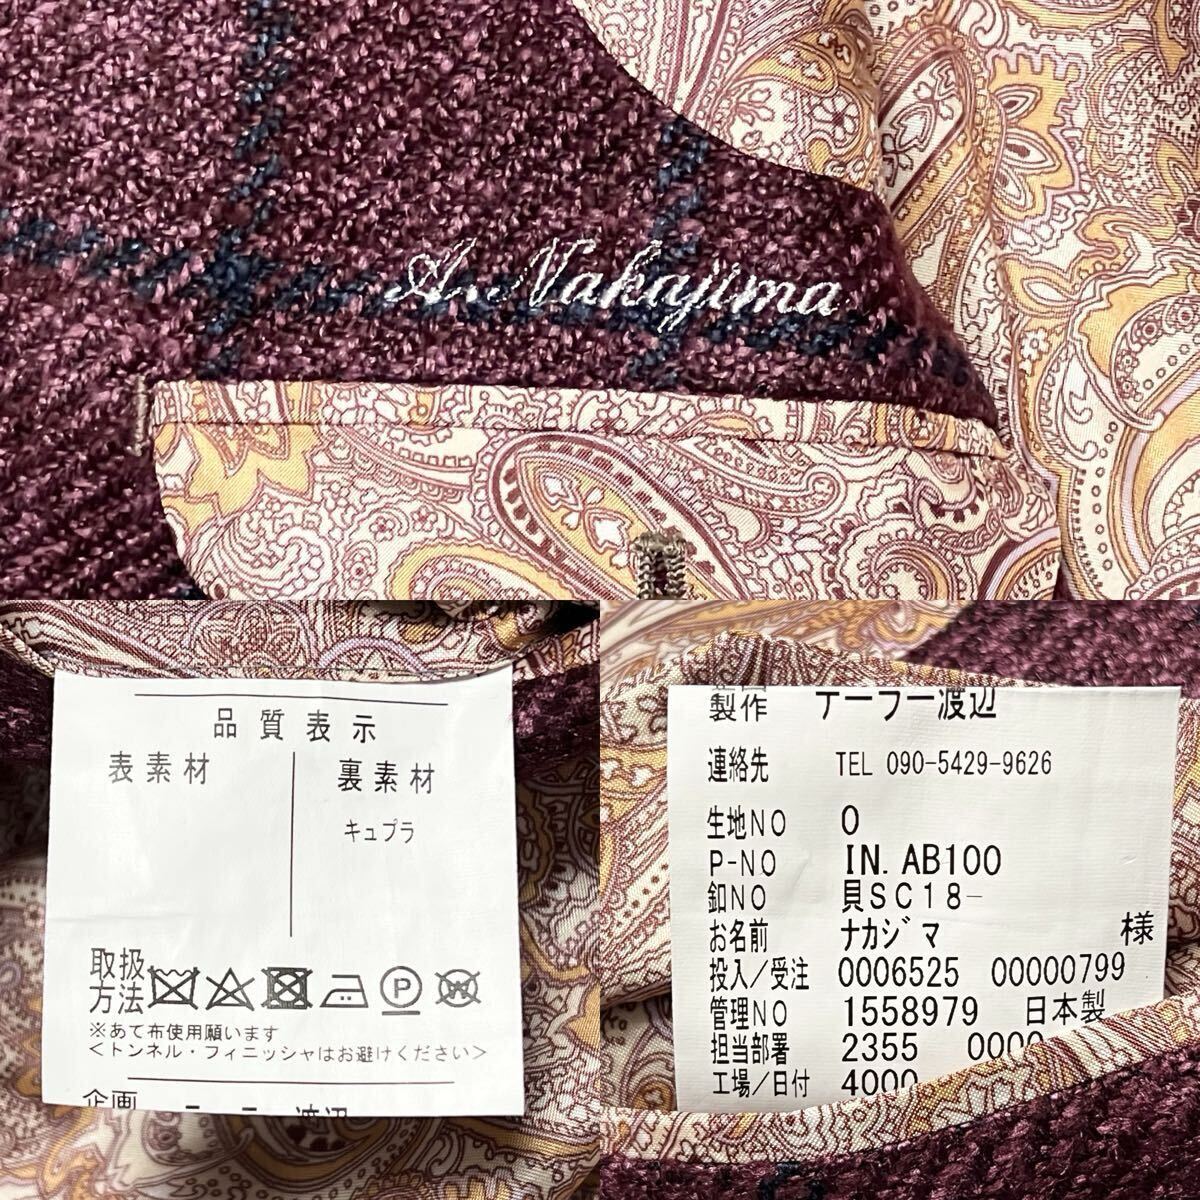 A. Nakajima
品質表示
表素材
裏素材
キュプラ
取扱
方法
P
W
※あて布使用願います
<トンネル・フィニッシャはお避けください>
企画 渡辺
製作 テーラー渡辺
連絡先 TEL 090-5429-9626
生地NO 0
P-NO IN. AB100
釦NO 貝SC18-
お名前 ナカジマ 様
投入/受注 0006525 00000799
管理NO 1558979 日本製
担当部署 2355 0000
工場/日付 4000